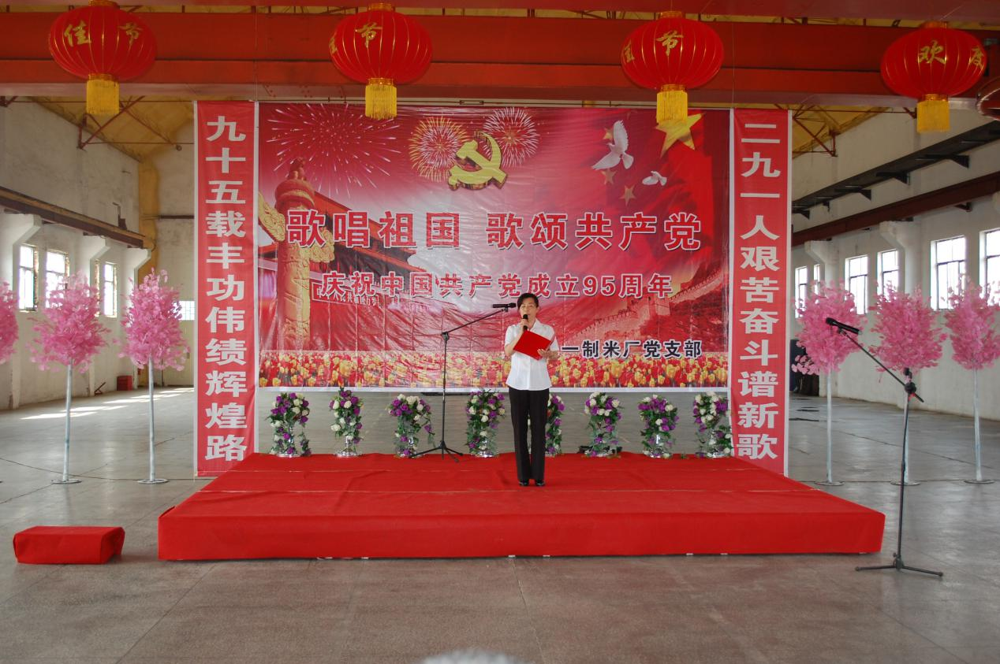 佳节
节
佳节
欢度
九十五载丰功伟绩辉煌路
歌唱祖国 歌颂共产党
庆祝中国共产党成立95周年
一制米厂党支部
二九一人艰苦奋斗谱新歌